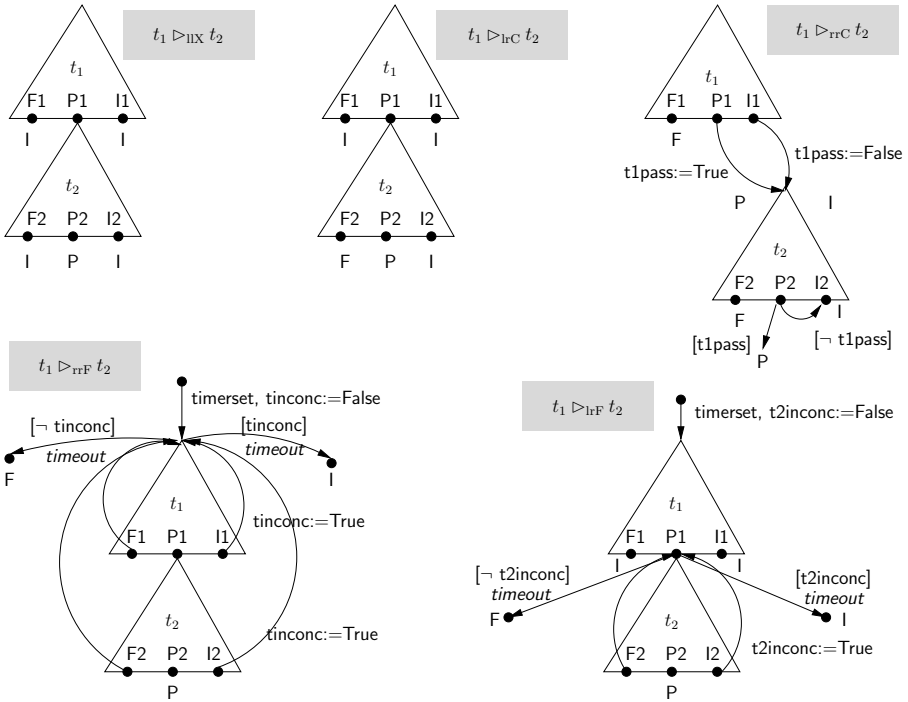 t₁ ▷llX t₂
t₁
F1 P1 I1
I I
t₂
F2 P2 I2
I P I
t₁ ▷lrC t₂
t₁
F1 P1 I1
I I
t₂
F2 P2 I2
F P I
t₁ ▷rrC t₂
t₁
F1 P1 I1
F
t1pass:=False
t1pass:=True
P I
t₂
F2 P2 I2
F I
[t1pass] [¬ t1pass]
P
t₁ ▷rrF t₂
timerset, tinconc:=False
[¬ tinconc] [tinconc]
timeout timeout
F I
t₁
tinconc:=True
F1 P1 I1
t₂
tinconc:=True
F2 P2 I2
P
t₁ ▷lrF t₂
timerset, t2inconc:=False
t₁
F1 P1 I1
I I
[¬ t2inconc] [t2inconc]
timeout timeout
F I
t₂
t2inconc:=True
F2 P2 I2
P